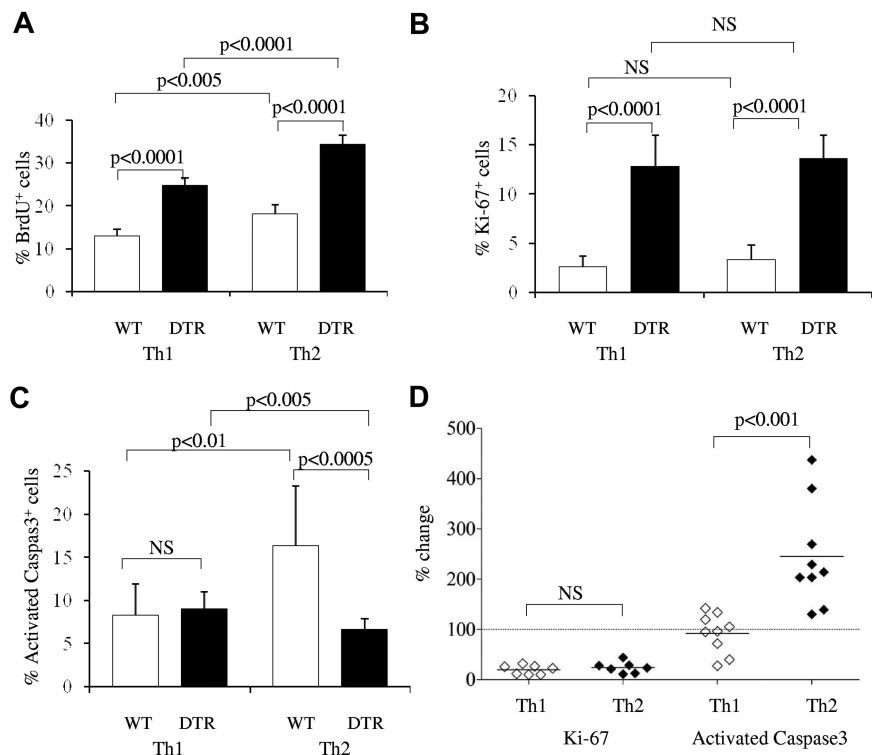 A
p<0.0001
p<0.005
p<0.0001
p<0.0001
40
30
20
10
0
% BrdU+ cells
WT DTR WT DTR
Th1 Th2
B
NS
NS
p<0.0001 p<0.0001
20
15
10
5
0
% Ki-67+ cells
WT DTR WT DTR
Th1 Th2
C
p<0.005
p<0.01
p<0.0005
NS
25
20
15
10
5
0
% Activated Caspas3+ cells
WT DTR WT DTR
Th1 Th2
D
p<0.001
NS
500
400
300
200
100
0
% change
Th1 Th2 Th1 Th2
Ki-67 Activated Caspase3